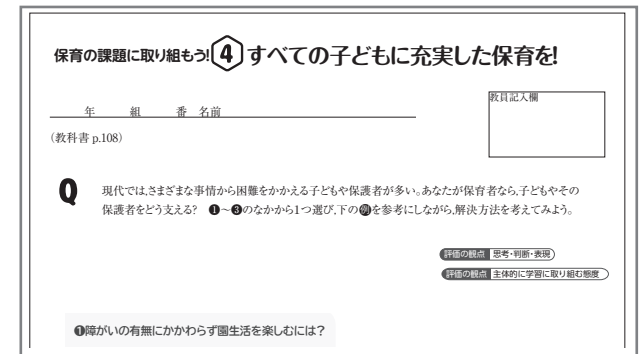 保育の課題に取り組もう!④すべての子どもに充実した保育を!
年 組 番 名前
教員記入欄
(教科書 p.108)
Q 現代では,さまざまな事情から困難をかかえる子どもや保護者が多い。あなたが保育者なら,子どもやその
保護者をどう支える? ❶~❸のなかから1つ選び,下の例を参考にしながら,解決方法を考えてみよう。
評価の観点 思考・判断・表現
評価の観点 主体的に学習に取り組む態度
❶障がいの有無にかかわらず園生活を楽しむには?